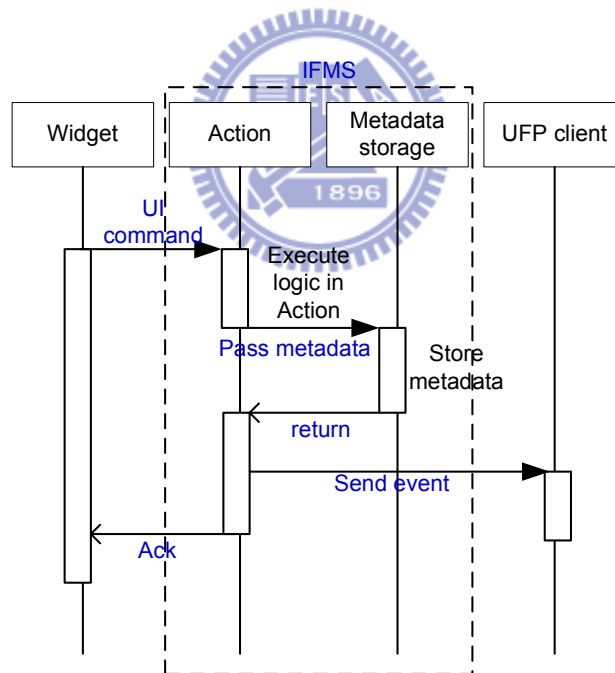 IFMS
Widget
Action
Metadata
storage
UFP client
1896
UI
command
Execute
logic in
Action
Pass metadata
Store
metadata
return
Send event
Ack